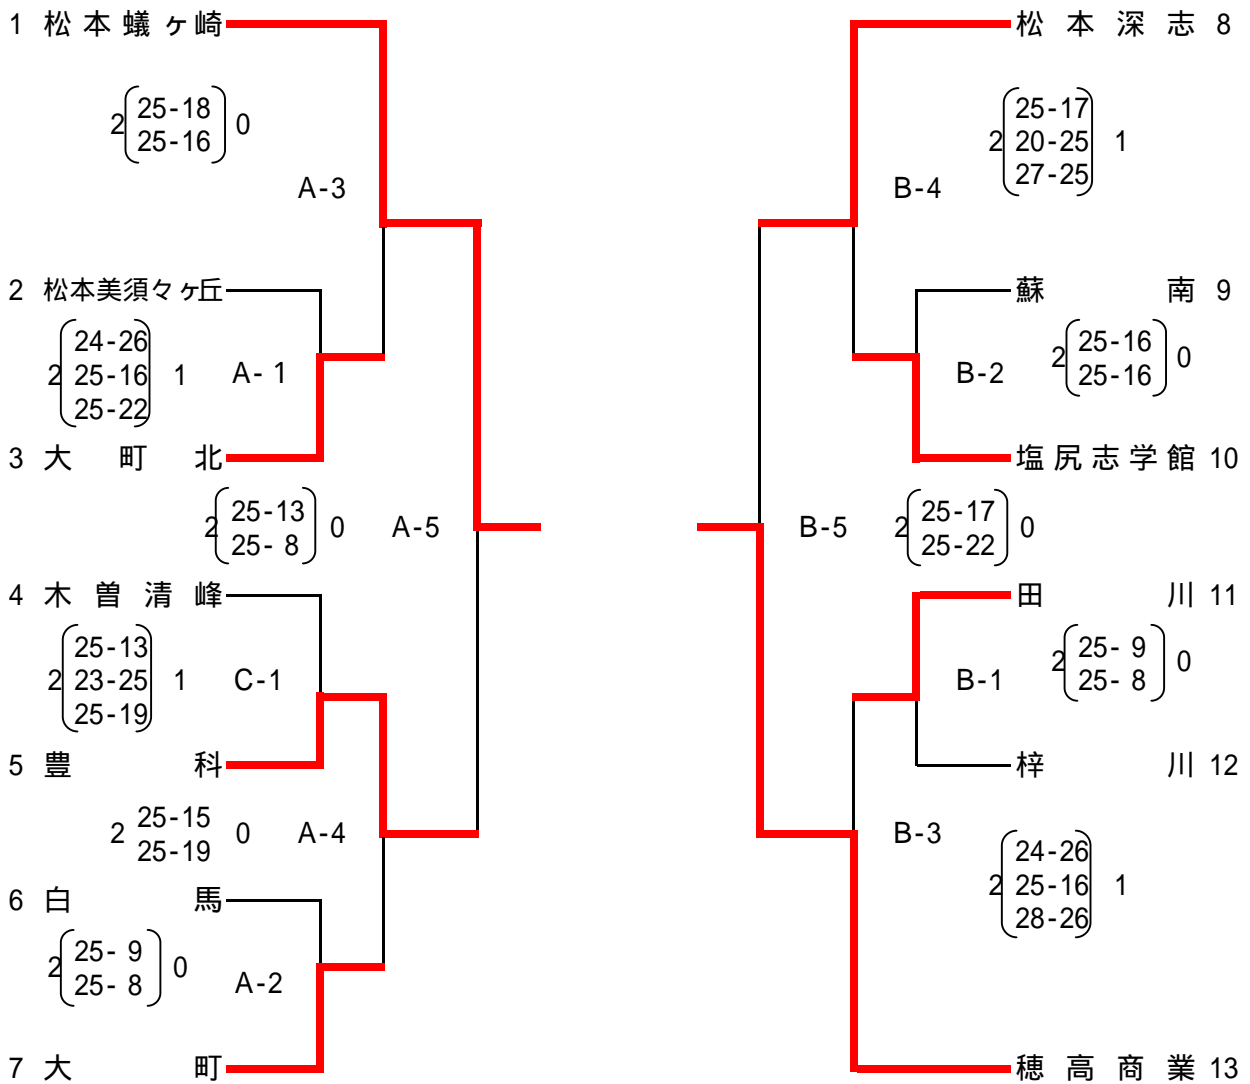 1 松本蟻ヶ崎
25-18
2 0
25-16
A-3
2 松本美須々ヶ丘
24-26
2 25-16 1
25-22
A- 1
3 大町北
25-13
2 0
25- 8
A-5
4 木曽清峰
25-13
2 23-25 1
25-19
C-1
5 豊科
25-15
2 0
25-19
A-4
6 白馬
25- 9
2 0
25- 8
A-2
7 大町
松本深志 8
25-17
2 20-25 1
27-25
B-4
蘇南 9
25-16
2 0
25-16
B-2
塩尻志学館 10
B-5
25-17
2 0
25-22
田川 11
25- 9
2 0
25- 8
B-1
梓川 12
B-3
24-26
2 25-16 1
28-26
穂高商業 13